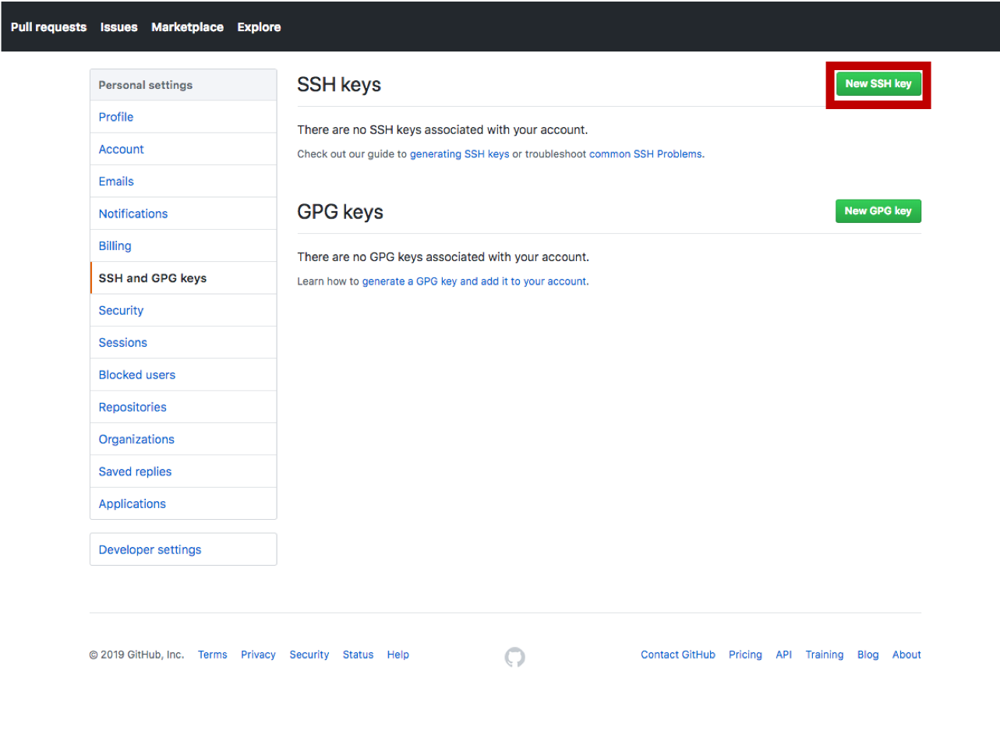 Pull requests Issues Marketplace Explore
Personal settings
Profile
Account
Emails
Notifications
Billing
SSH and GPG keys
Security
Sessions
Blocked users
Repositories
Organizations
Saved replies
Applications
Developer settings
SSH keys
New SSH key
There are no SSH keys associated with your account.
Check out our guide to generating SSH keys or troubleshoot common SSH Problems.
GPG keys
New GPG key
There are no GPG keys associated with your account.
Learn how to generate a GPG key and add it to your account.
© 2019 GitHub, Inc. Terms Privacy Security Status Help
Contact GitHub Pricing API Training Blog About